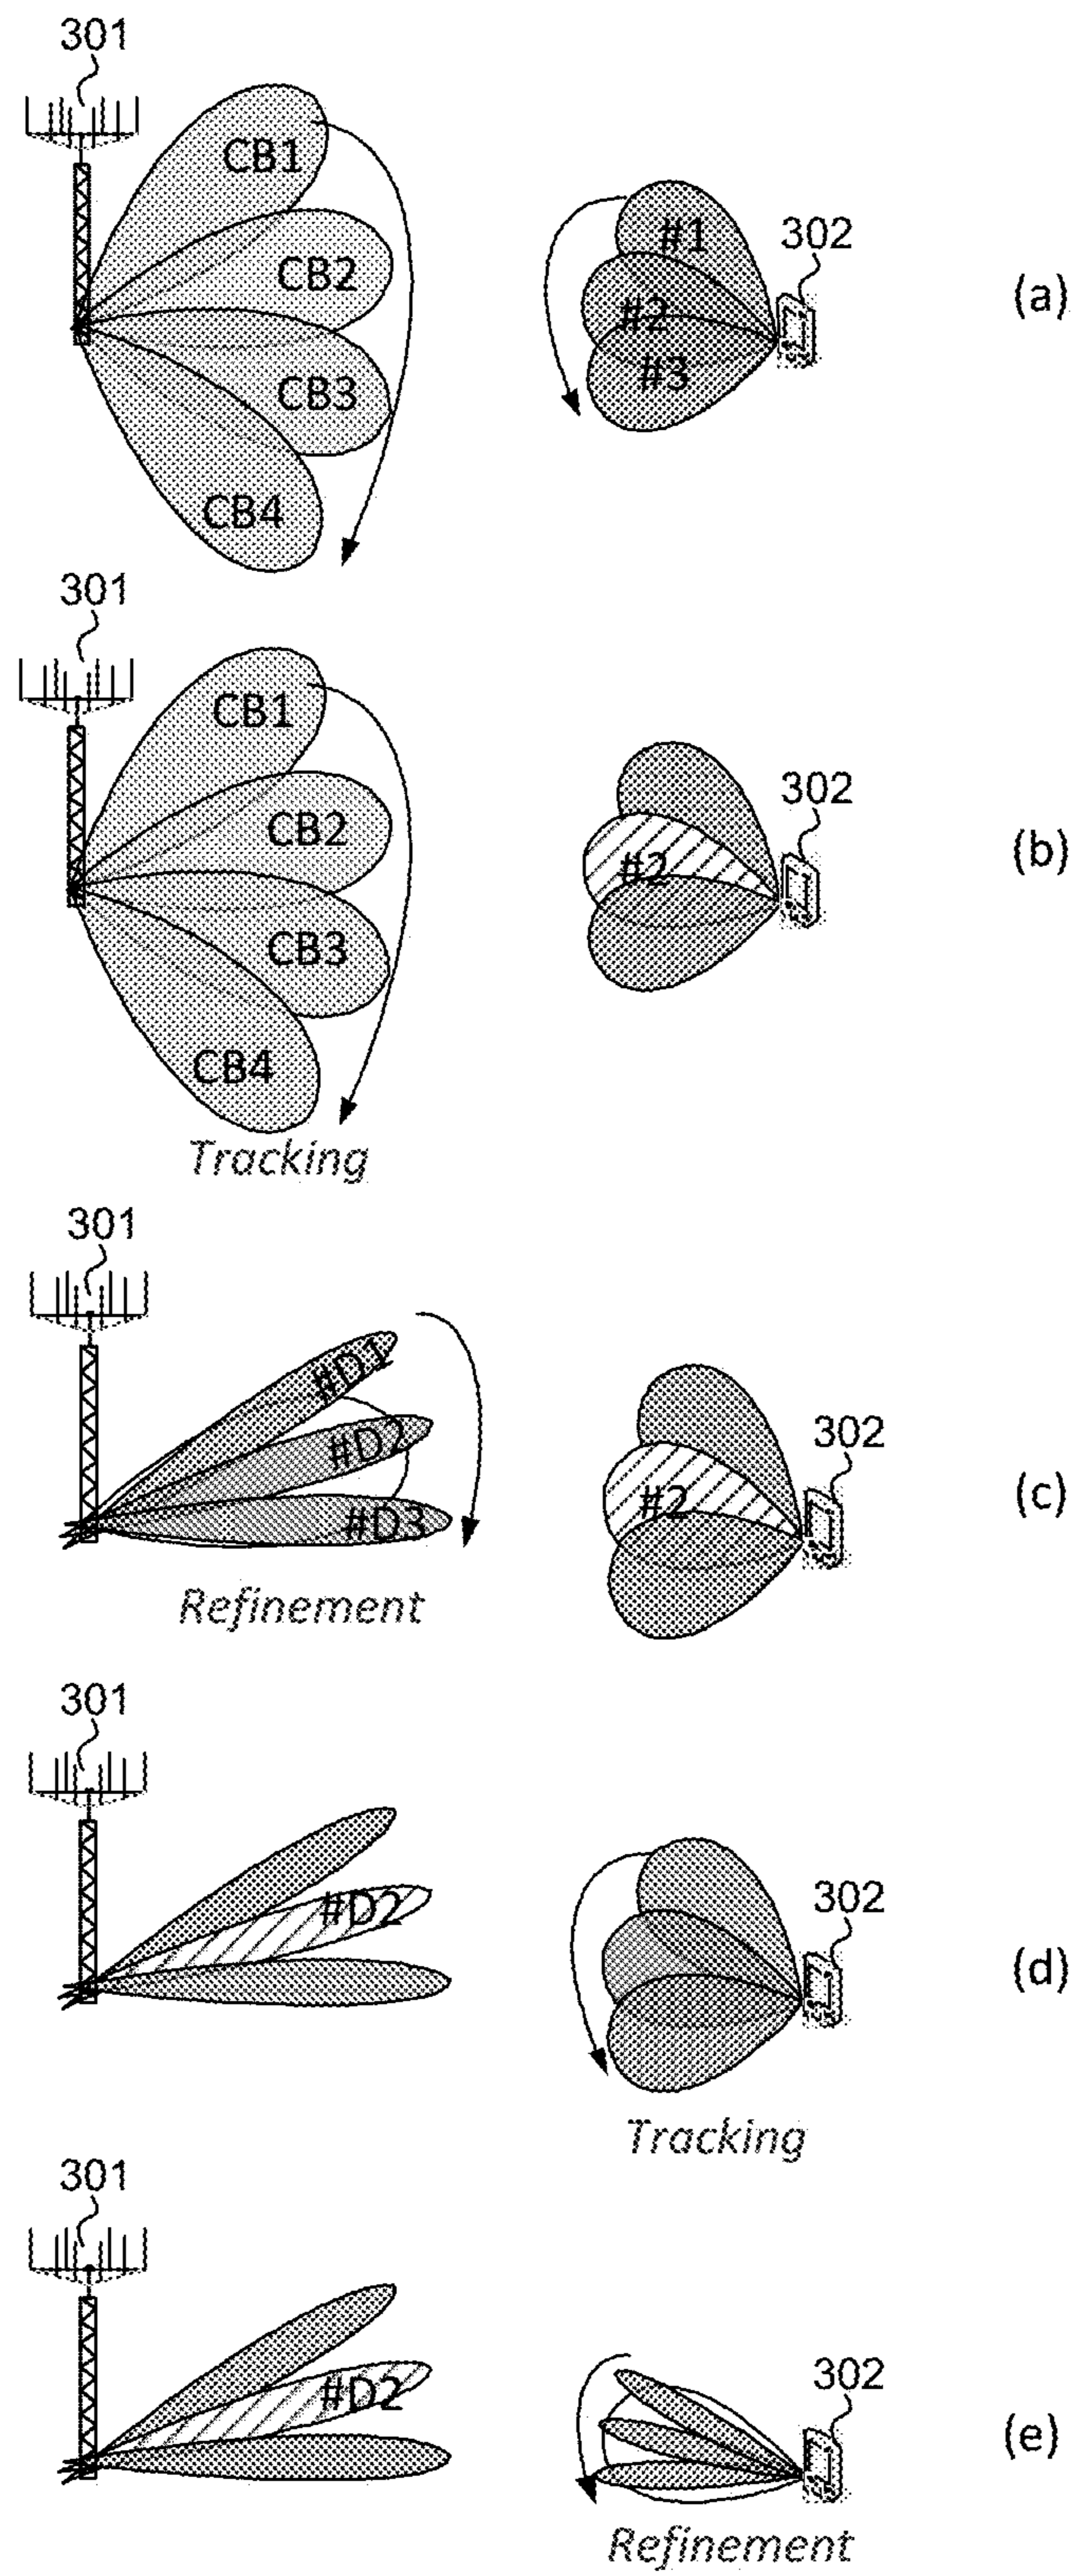 301
CB1
#1
302
CB2
(a)
#2
CB3
#3
CB4
301
CB1
302
CB2
#2
(b)
CB3
CB4
Tracking
301
#D1
302
#D2
#2
(c)
#D3
Refinement
301
302
#D2
(d)
Tracking
301
302
#D2
(e)
Refinement